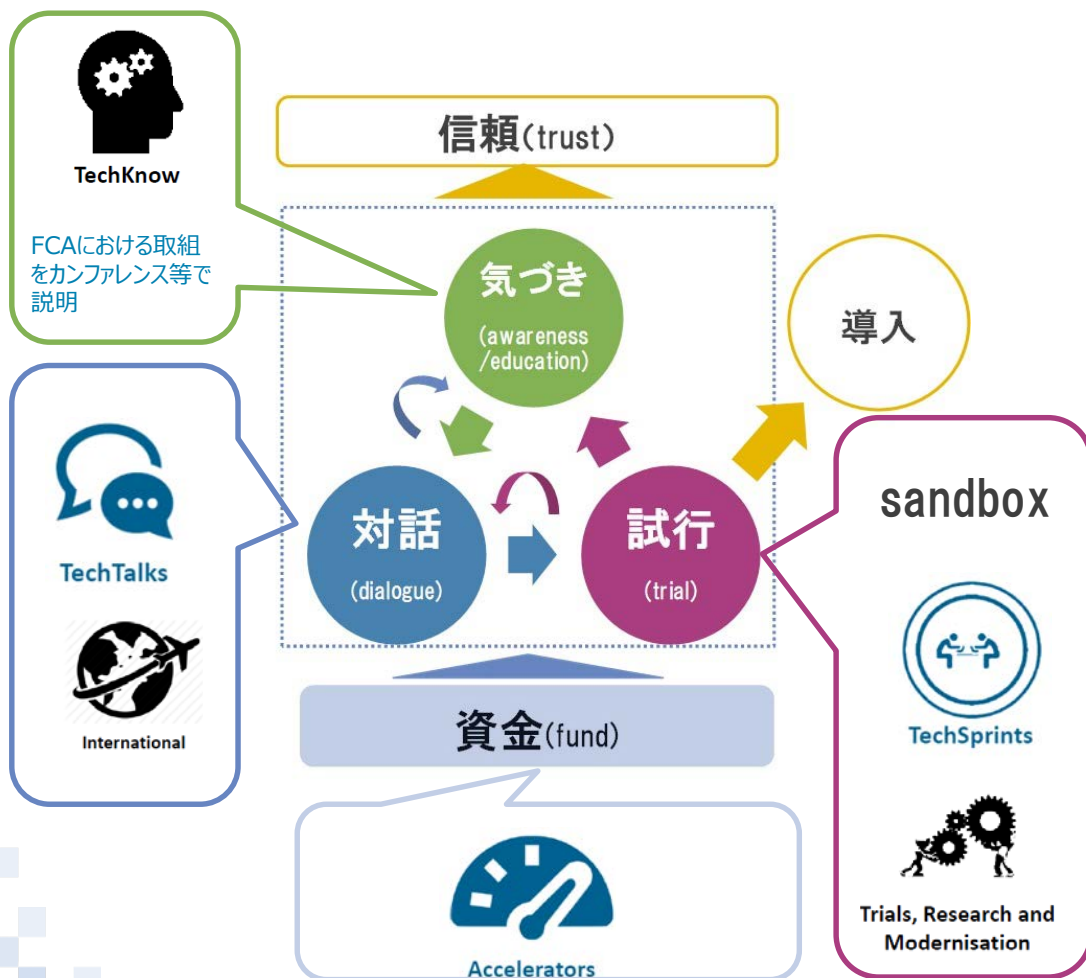 TechKnow
FCAにおける取組
をカンファレンス等で
説明
信頼(trust)
気づき
(awareness
/education)
導入
対話
(dialogue)
試行
(trial)
TechTalks
International
sandbox
TechSprints
Trials, Research and
Modernisation
資金(fund)
Accelerators